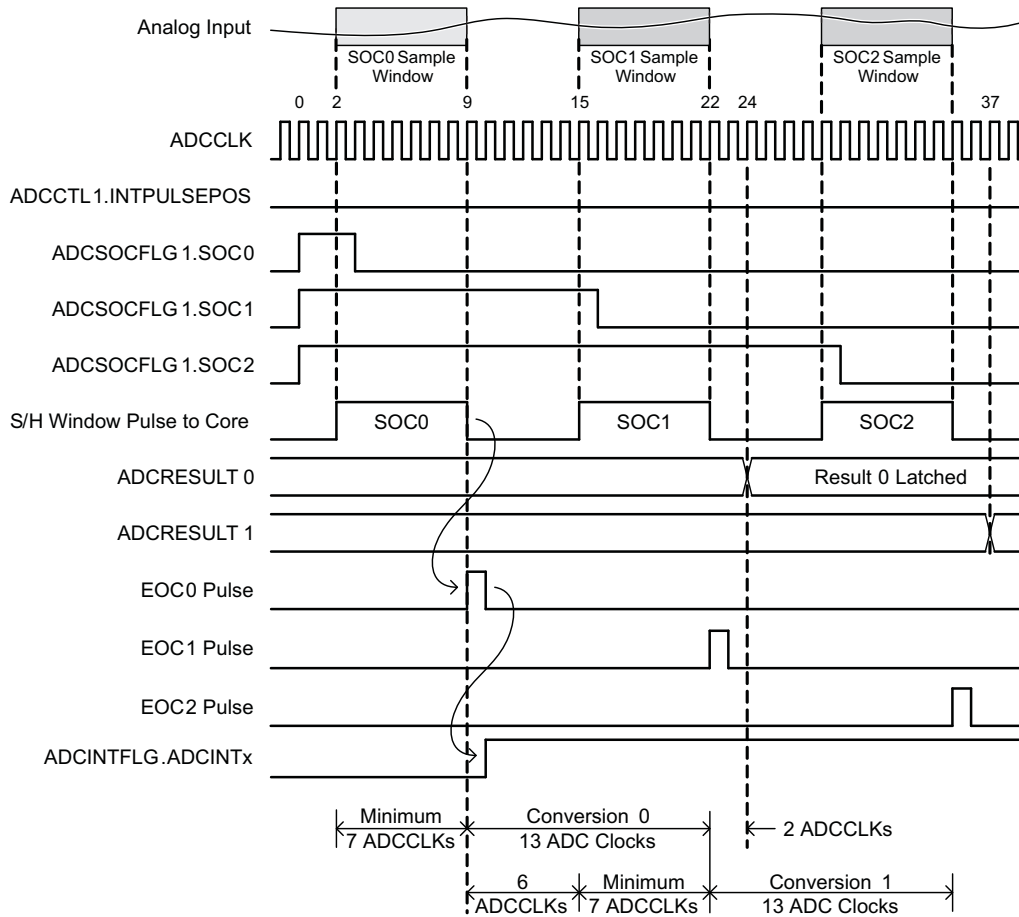 Analog Input
SOC0 Sample
Window
SOC1 Sample
Window
SOC2 Sample
Window
0 2 9 15 22 24 37
ADCCLK
ADCCTL1.INTPULSEPOS
ADCSOCFLG 1.SOC0
ADCSOCFLG 1.SOC1
ADCSOCFLG 1.SOC2
S/H Window Pulse to Core
SOC0 SOC1 SOC2
ADCRESULT 0
Result 0 Latched
ADCRESULT 1
EOC0 Pulse
EOC1 Pulse
EOC2 Pulse
ADCINTFLG.ADCINTx
Minimum
7 ADCCLKs
Conversion 0
13 ADC Clocks
2 ADCCLKs
6
ADCCLKs
Minimum
7 ADCCLKs
Conversion 1
13 ADC Clocks